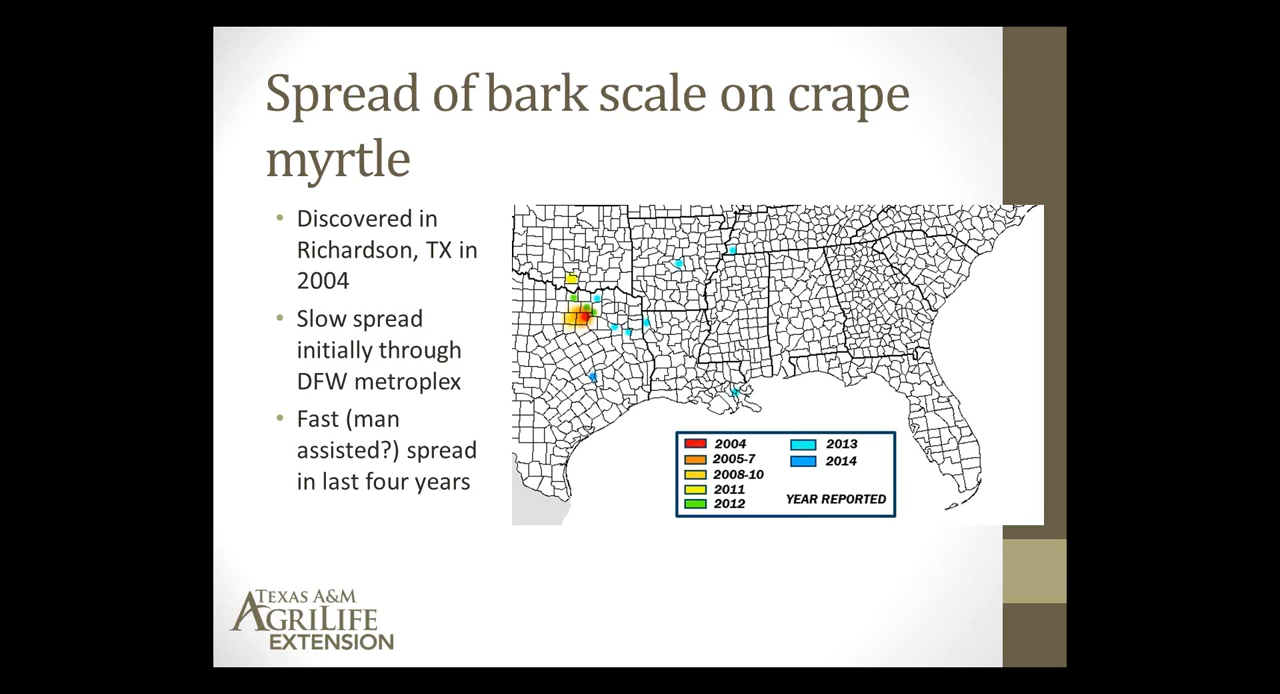 Spread of bark scale on crape
myrtle
• Discovered in
Richardson, TX in
2004
• Slow spread
initially through
DFW metroplex
• Fast (man
assisted?) spread
in last four years
2004
2005-7
2008-10
2011
2012
2013
2014
YEAR REPORTED
TEXAS A&M
AGRILIFE
EXTENSION